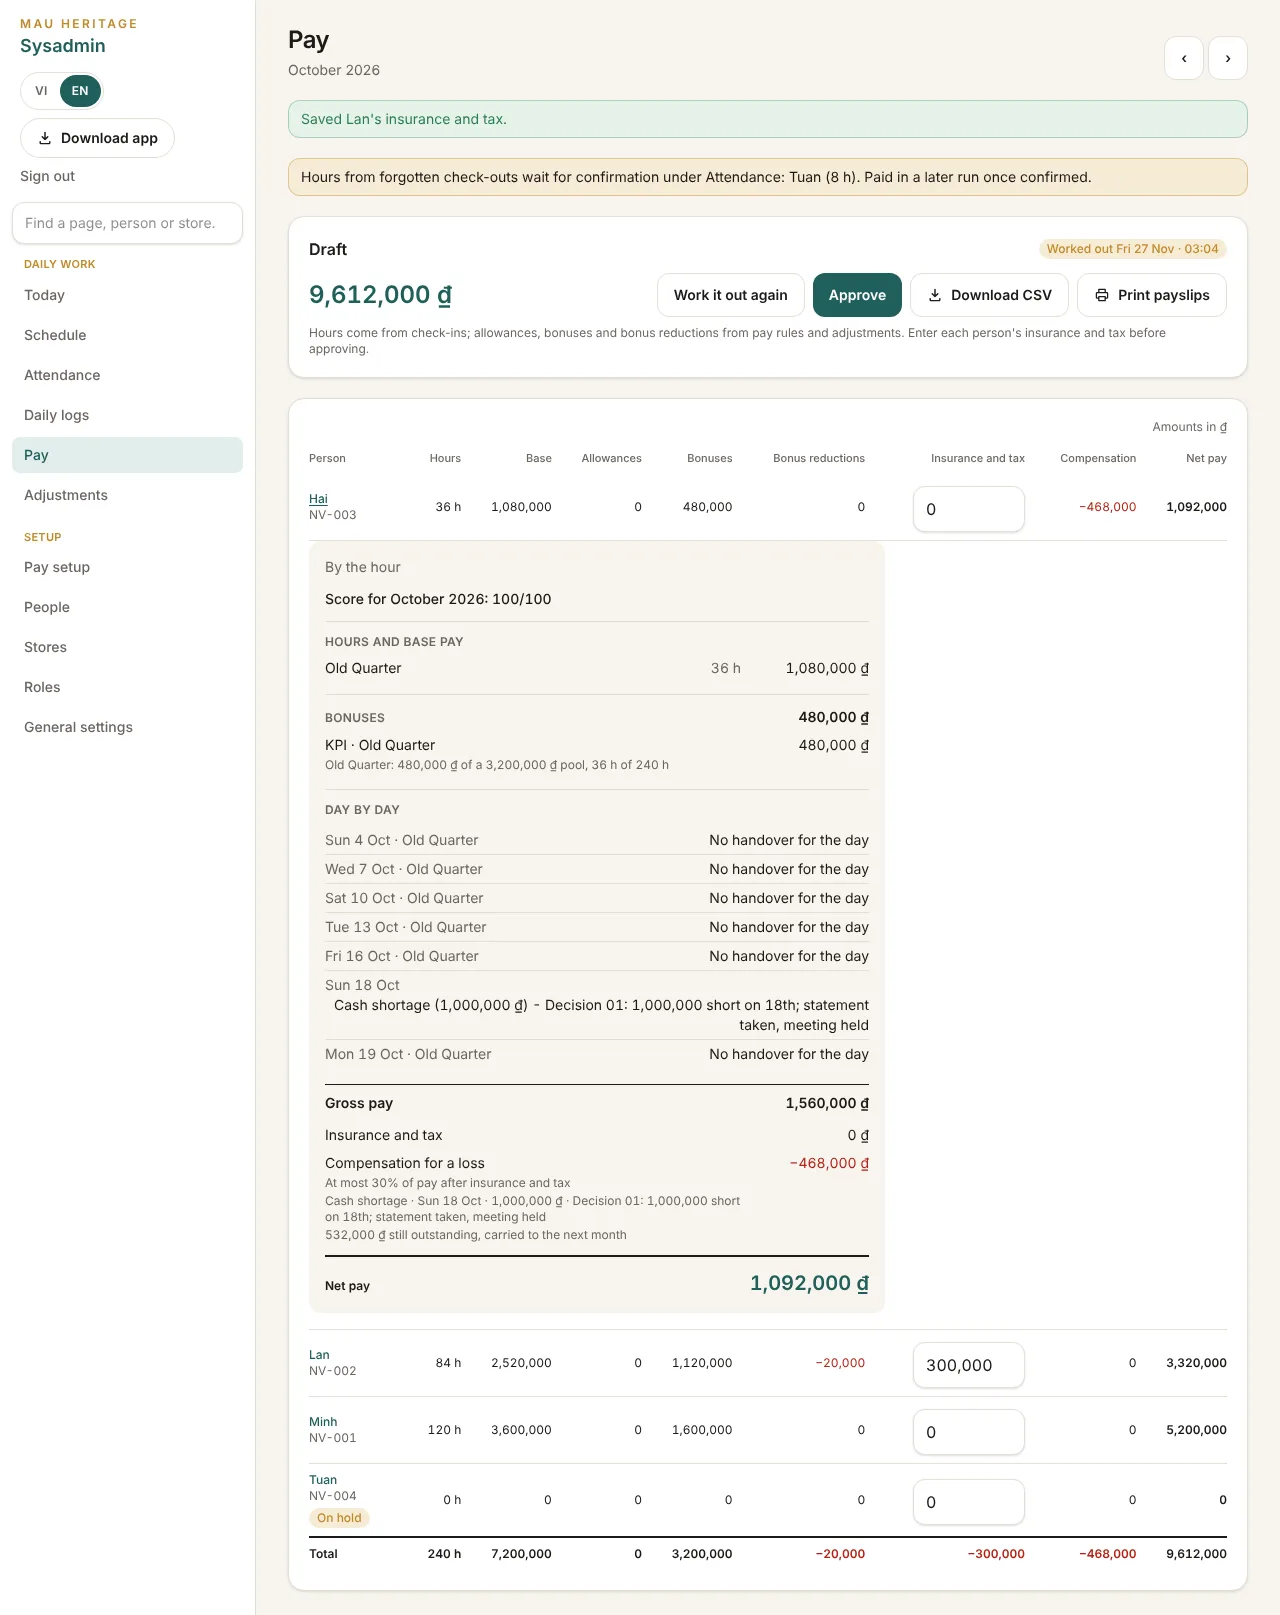 MAU HERITAGE
Sysadmin
VI EN
Download app
Sign out
Find a page, person or store.
DAILY WORK
Today
Schedule
Attendance
Daily logs
Pay
Adjustments
SETUP
Pay setup
People
Stores
Roles
General settings
Pay
October 2026
‹ ›
Saved Lan's insurance and tax.
Hours from forgotten check-outs wait for confirmation under Attendance: Tuan (8 h). Paid in a later run once confirmed.
Draft
Worked out Fri 27 Nov · 03:04
9,612,000 ₫
Work it out again Approve Download CSV Print payslips
Hours come from check-ins; allowances, bonuses and bonus reductions from pay rules and adjustments. Enter each person's insurance and tax before
approving.
Amounts in ₫
Person Hours Base Allowances Bonuses Bonus reductions Insurance and tax Compensation Net pay
Hai
NV-003
36 h 1,080,000 0 480,000 0 0 −468,000 1,092,000
By the hour
Score for October 2026: 100/100
HOURS AND BASE PAY
Old Quarter 36 h 1,080,000 ₫
BONUSES 480,000 ₫
KPI · Old Quarter 480,000 ₫
Old Quarter: 480,000 ₫ of a 3,200,000 ₫ pool, 36 h of 240 h
DAY BY DAY
Sun 4 Oct · Old Quarter No handover for the day
Wed 7 Oct · Old Quarter No handover for the day
Sat 10 Oct · Old Quarter No handover for the day
Tue 13 Oct · Old Quarter No handover for the day
Fri 16 Oct · Old Quarter No handover for the day
Sun 18 Oct
Cash shortage (1,000,000 ₫) - Decision 01: 1,000,000 short on 18th; statement
taken, meeting held
Mon 19 Oct · Old Quarter No handover for the day
Gross pay 1,560,000 ₫
Insurance and tax 0 ₫
Compensation for a loss −468,000 ₫
At most 30% of pay after insurance and tax
Cash shortage · Sun 18 Oct · 1,000,000 ₫ · Decision 01: 1,000,000 short
on 18th; statement taken, meeting held
532,000 ₫ still outstanding, carried to the next month
Net pay 1,092,000 ₫
Lan
NV-002
84 h 2,520,000 0 1,120,000 −20,000 300,000 0 3,320,000
Minh
NV-001
120 h 3,600,000 0 1,600,000 0 0 0 5,200,000
Tuan
NV-004
On hold
0 h 0 0 0 0 0 0 0
Total 240 h 7,200,000 0 3,200,000 −20,000 −300,000 −468,000 9,612,000